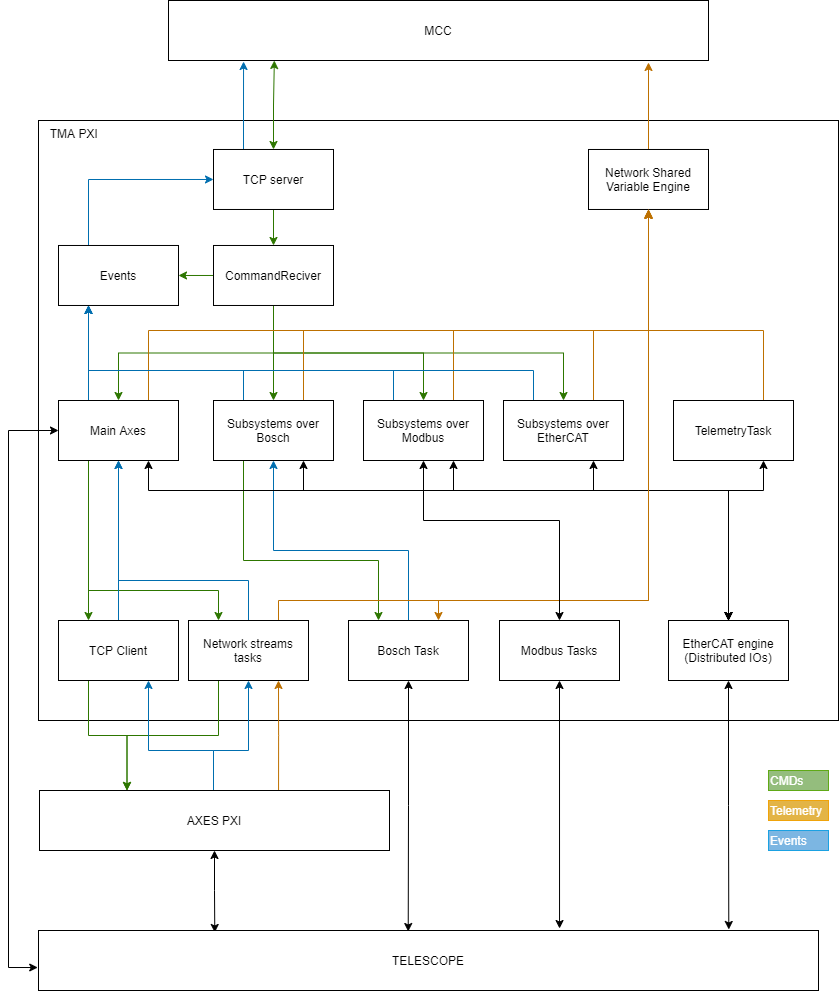 MCC
TMA PXI
TCP server
Network Shared
Variable Engine
Events
CommandReciver
Main Axes
Subsystems over
Bosch
Subsystems over
Modbus
Subsystems over
EtherCAT
TelemetryTask
TCP Client
Network streams
tasks
Bosch Task
Modbus Tasks
EtherCAT engine
(Distributed IOs)
CMDs
Telemetry
Events
AXES PXI
TELESCOPE